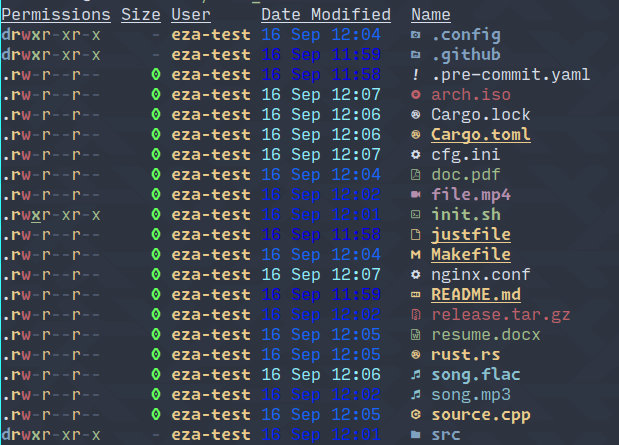 Permissions Size User Date Modified Name
drwxr-xr-x - eza-test 16 Sep 12:04 .config
drwxr-xr-x - eza-test 16 Sep 11:59 .github
.rw-r--r-- 0 eza-test 16 Sep 11:58 .pre-commit.yaml
.rw-r--r-- 0 eza-test 16 Sep 12:07 arch.iso
.rw-r--r-- 0 eza-test 16 Sep 12:06 Cargo.lock
.rw-r--r-- 0 eza-test 16 Sep 12:06 Cargo.toml
.rw-r--r-- 0 eza-test 16 Sep 12:07 cfg.ini
.rw-r--r-- 0 eza-test 16 Sep 12:04 doc.pdf
.rw-r--r-- 0 eza-test 16 Sep 12:02 file.mp4
.rwxr-xr-x 0 eza-test 16 Sep 12:01 init.sh
.rw-r--r-- 0 eza-test 16 Sep 11:58 justfile
.rw-r--r-- 0 eza-test 16 Sep 12:04 Makefile
.rw-r--r-- 0 eza-test 16 Sep 12:07 nginx.conf
.rw-r--r-- 0 eza-test 16 Sep 11:59 README.md
.rw-r--r-- 0 eza-test 16 Sep 12:02 release.tar.gz
.rw-r--r-- 0 eza-test 16 Sep 12:05 resume.docx
.rw-r--r-- 0 eza-test 16 Sep 12:05 rust.rs
.rw-r--r-- 0 eza-test 16 Sep 12:06 song.flac
.rw-r--r-- 0 eza-test 16 Sep 12:02 song.mp3
.rw-r--r-- 0 eza-test 16 Sep 12:05 source.cpp
drwxr-xr-x - eza-test 16 Sep 12:01 src